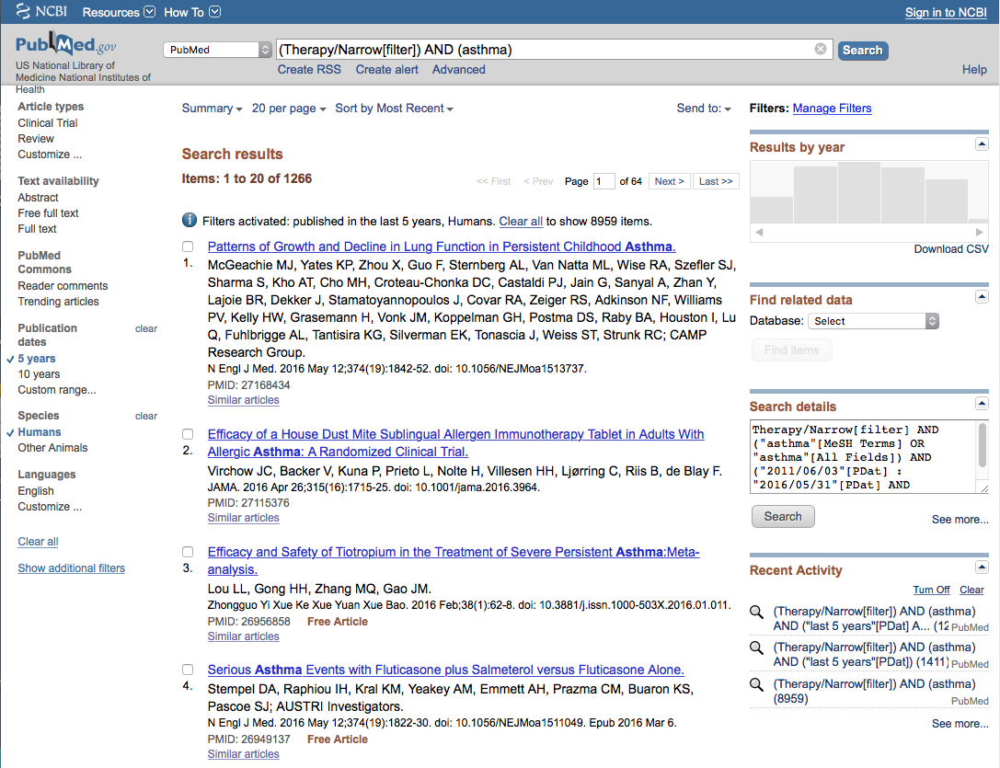 NCBI Resources How To Sign in to NCBI
PubMed.gov
US National Library of
Medicine National Institutes of
Health
PubMed
(Therapy/Narrow[filter]) AND (asthma)
Search
Create RSS Create alert Advanced
Help
Article types
Clinical Trial
Review
Customize ...
Text availability
Abstract
Free full text
Full text
PubMed
Commons
Reader comments
Trending articles
Publication clear
dates
5 years
10 years
Custom range...
Species clear
Humans
Other Animals
Languages
English
Customize ...
Clear all
Show additional filters
Summary 20 per page Sort by Most Recent Send to:
Search results
Items: 1 to 20 of 1266
<< First < Prev Page 1 of 64 Next > Last >>
Filters activated: published in the last 5 years, Humans. Clear all to show 8959 items.
Patterns of Growth and Decline in Lung Function in Persistent Childhood Asthma.
1. McGeachie MJ, Yates KP, Zhou X, Guo F, Sternberg AL, Van Natta ML, Wise RA, Szefler SJ,
Sharma S, Kho AT, Cho MH, Croteau-Chonka DC, Castaldi PJ, Jain G, Sanyal A, Zhan Y,
Lajoie BR, Dekker J, Stamatoyannopoulos J, Covar RA, Zeiger RS, Adkinson NF, Williams
PV, Kelly HW, Grasemann H, Vonk JM, Koppelman GH, Postma DS, Raby BA, Houston I, Lu
Q, Fuhlbrigge AL, Tantisira KG, Silverman EK, Tonascia J, Weiss ST, Strunk RC; CAMP
Research Group.
N Engl J Med. 2016 May 12;374(19):1842-52. doi: 10.1056/NEJMoa1513737.
PMID: 27168434
Similar articles
Efficacy of a House Dust Mite Sublingual Allergen Immunotherapy Tablet in Adults With
2. Allergic Asthma: A Randomized Clinical Trial.
Virchow JC, Backer V, Kuna P, Prieto L, Nolte H, Villesen HH, Ljørring C, Riis B, de Blay F.
JAMA. 2016 Apr 26;315(16):1715-25. doi: 10.1001/jama.2016.3964.
PMID: 27115376
Similar articles
Efficacy and Safety of Tiotropium in the Treatment of Severe Persistent Asthma:Meta-
3. analysis.
Lou LL, Gong HH, Zhang MQ, Gao JM.
Zhongguo Yi Xue Ke Xue Yuan Xue Bao. 2016 Feb;38(1):62-8. doi: 10.3881/j.issn.1000-503X.2016.01.011.
PMID: 26956858 Free Article
Similar articles
Serious Asthma Events with Fluticasone plus Salmeterol versus Fluticasone Alone.
4. Stempel DA, Raphiou IH, Kral KM, Yeakey AM, Emmett AH, Prazma CM, Buaron KS,
Pascoe SJ; AUSTRI Investigators.
N Engl J Med. 2016 May 12;374(19):1822-30. doi: 10.1056/NEJMoa1511049. Epub 2016 Mar 6.
PMID: 26949137 Free Article
Similar articles
Filters: Manage Filters
Results by year
Download CSV
Find related data
Database: Select
Find items
Search details
Therapy/Narrow[filter] AND
("asthma"[MeSH Terms] OR
"asthma"[All Fields]) AND
("2011/06/03"[PDat] :
"2016/05/31"[PDat] AND
Search
See more...
Recent Activity
Turn Off Clear
(Therapy/Narrow[filter]) AND (asthma)
AND ("last 5 years"[PDat] A... (12 PubMed
(Therapy/Narrow[filter]) AND (asthma)
AND ("last 5 years"[PDat]) (1411) PubMed
(Therapy/Narrow[filter]) AND (asthma)
(8959) PubMed
See more...